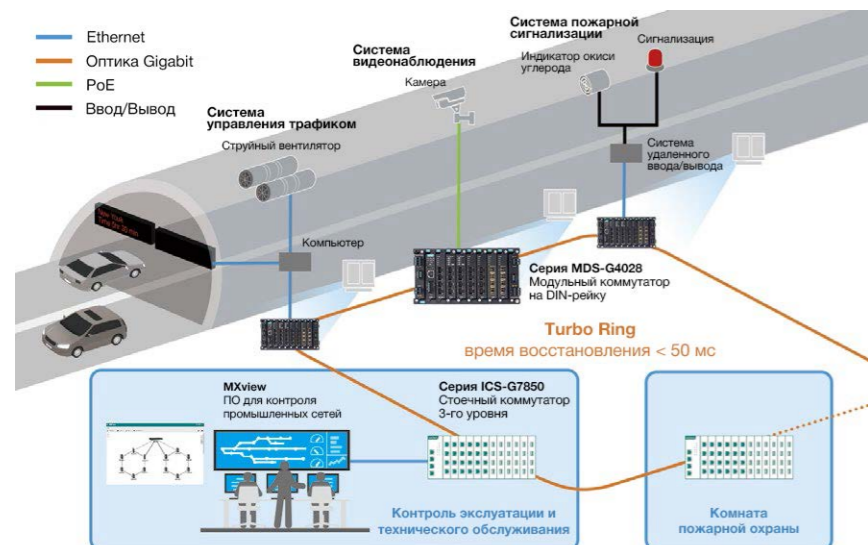 Ethernet
Оптика Gigabit
PoE
Ввод/Вывод
Система
управления трафиком
Струйный вентилятор
Система
видеонаблюдения
Камера
Система пожарной
сигнализации
Индикатор окиси
углерода
Сигнализация
Система
удаленного
ввода/вывода
Компьютер
Серия MDS-G4028
Модульный коммутатор
на DIN-рейку
Turbo Ring
время восстановления < 50 мс
MXview
ПО для контроля
промышленных сетей
Серия ICS-G7850
Стоечный коммутатор
3-го уровня
Контроль экслуатации и
технического обслуживания
Комната
пожарной охраны